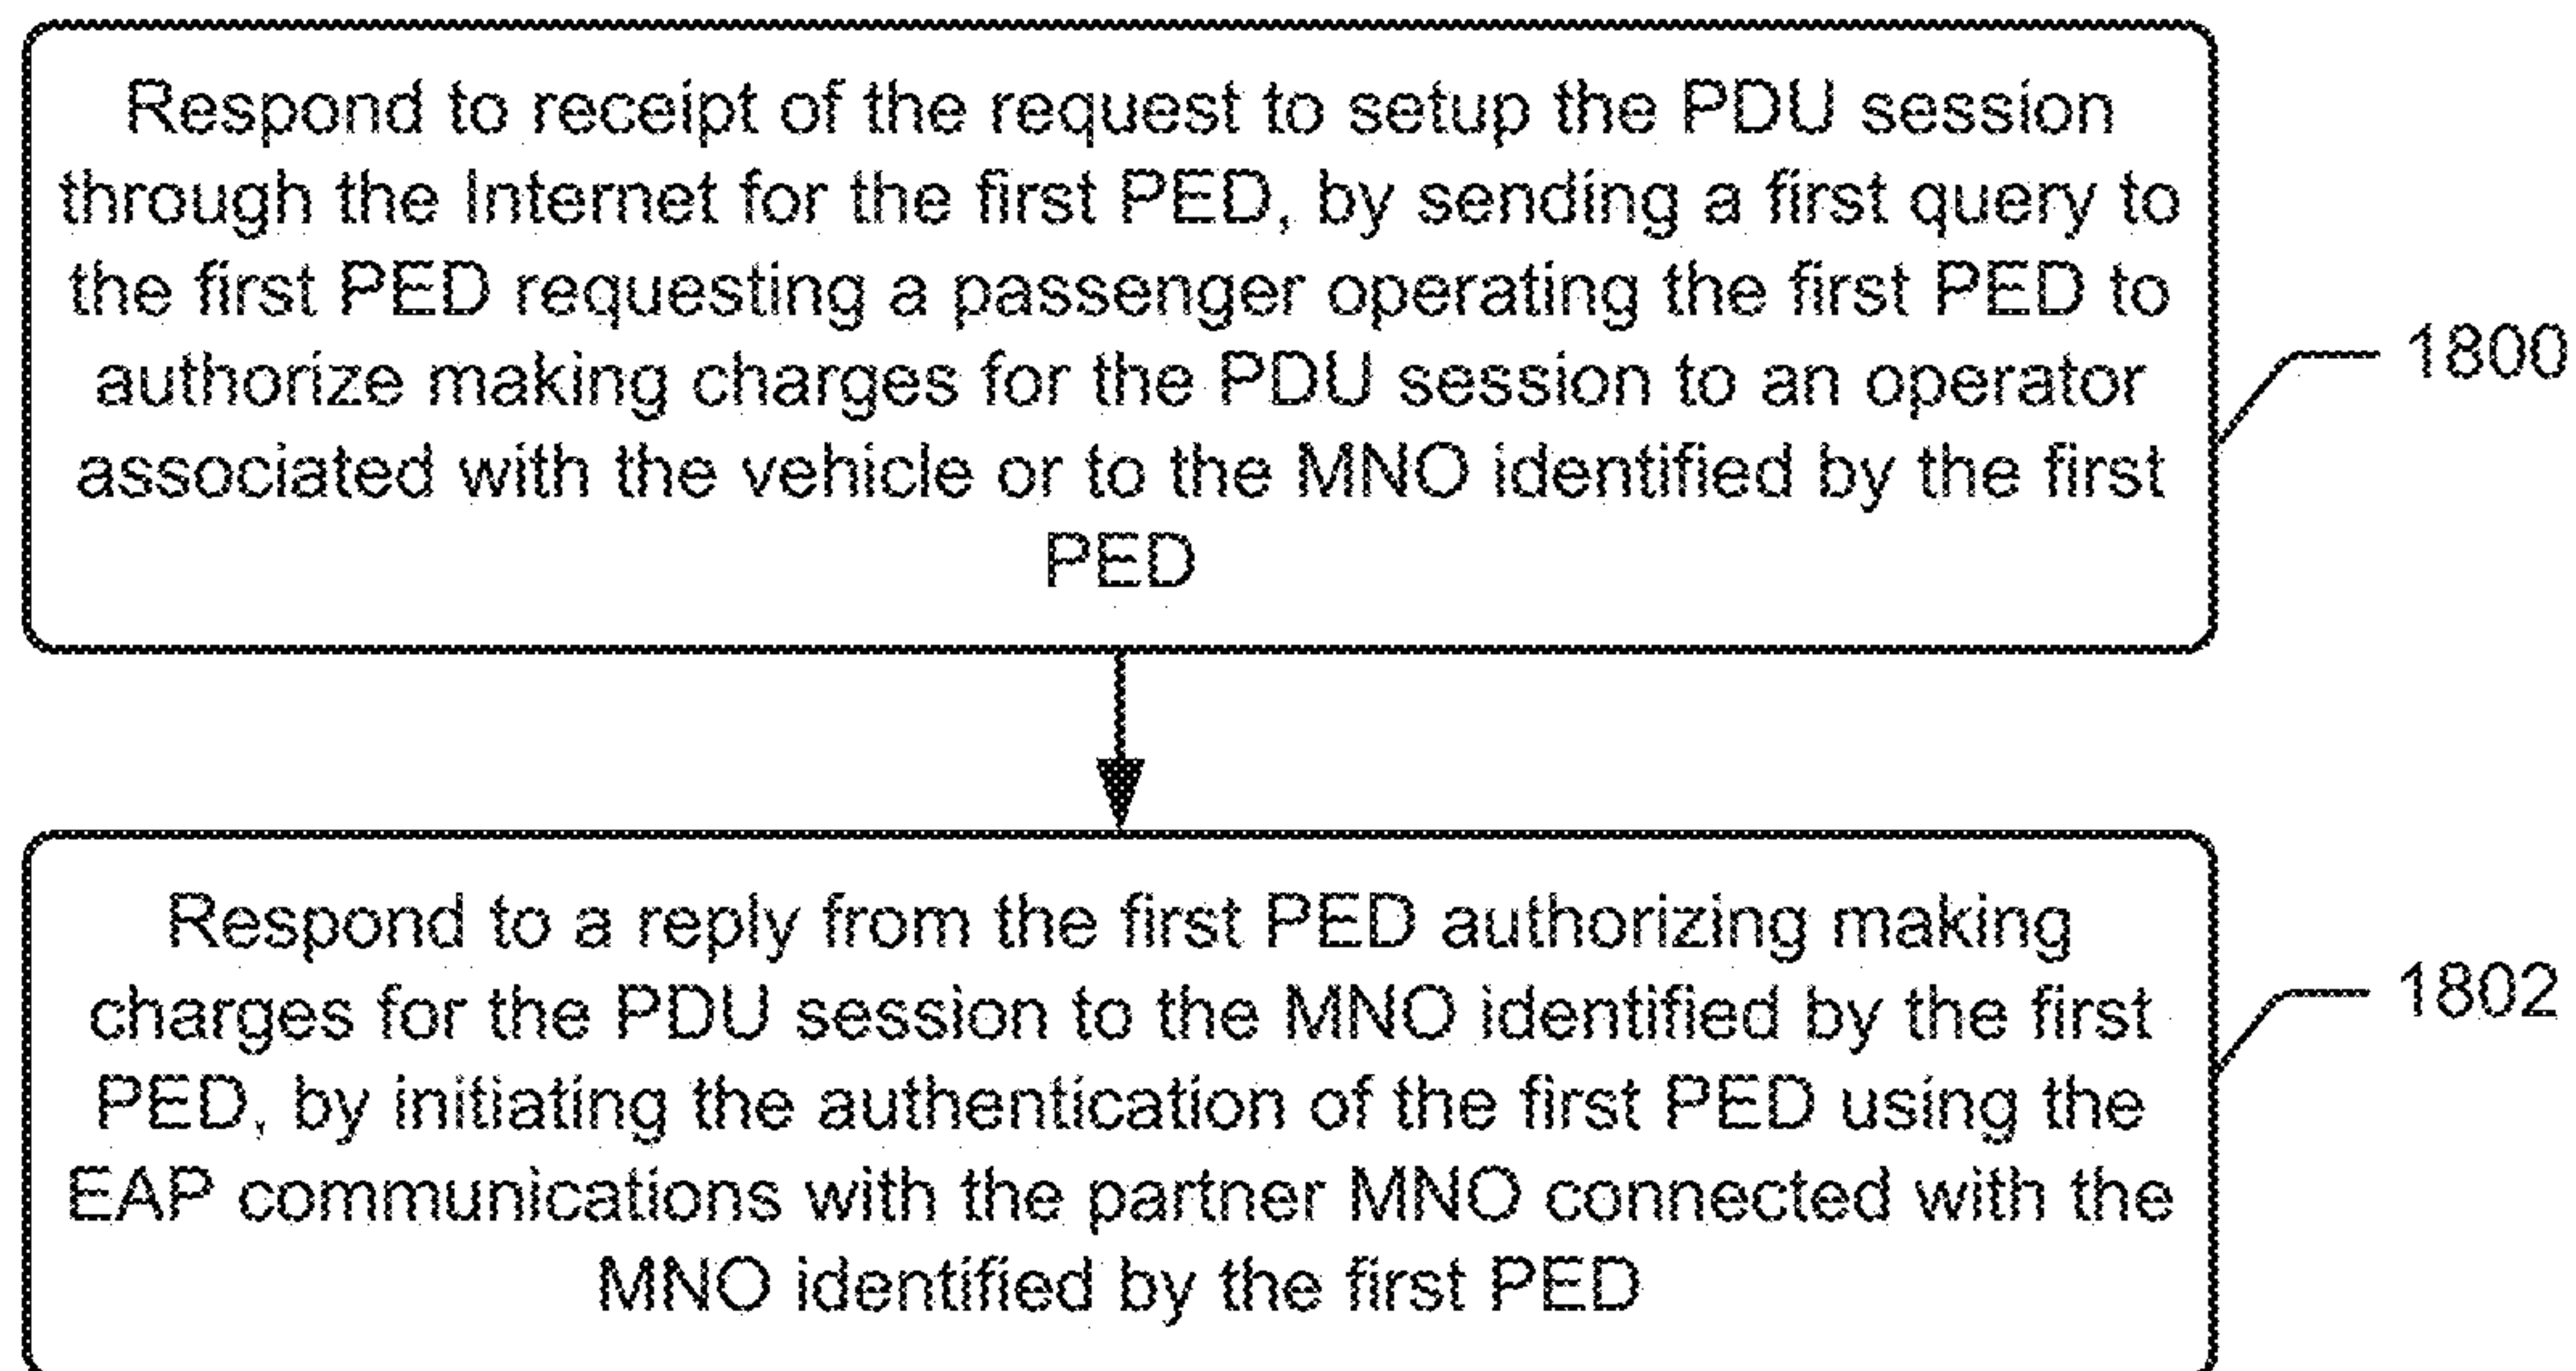 Respond to receipt of the request to setup the PDU session
through the Internet for the first PED, by sending a first query to
the first PED requesting a passenger operating the first PED to
authorize making charges for the PDU session to an operator
associated with the vehicle or to the MNO identified by the first
PED
1800
Respond to a reply from the first PED authorizing making
charges for the PDU session to the MNO identified by the first
PED, by initiating the authentication of the first PED using the
EAP communications with the partner MNO connected with the
MNO identified by the first PED
1802